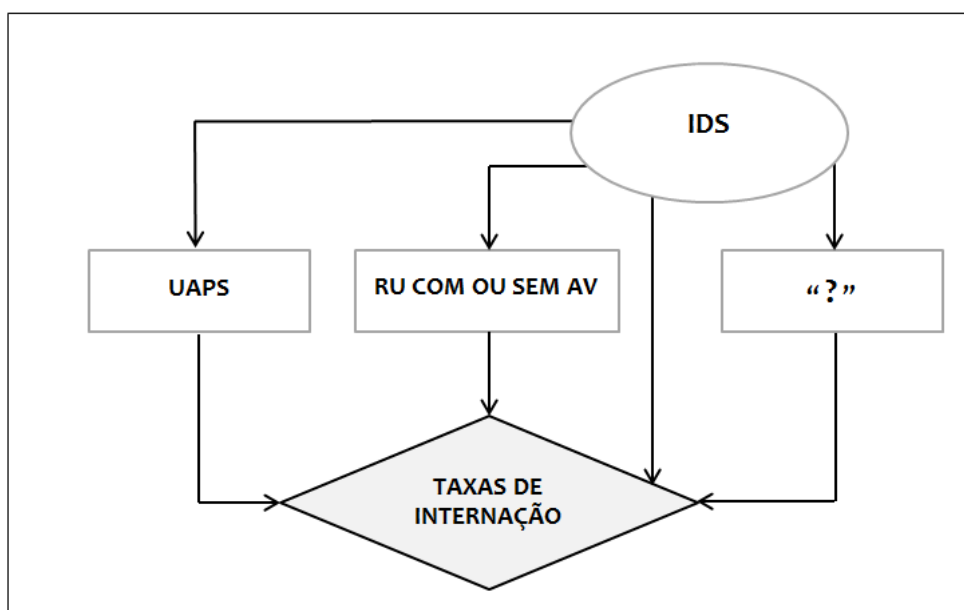 IDS
UAPS
RU COM OU SEM AV
“?”
TAXAS DE
INTERNAÇÃO